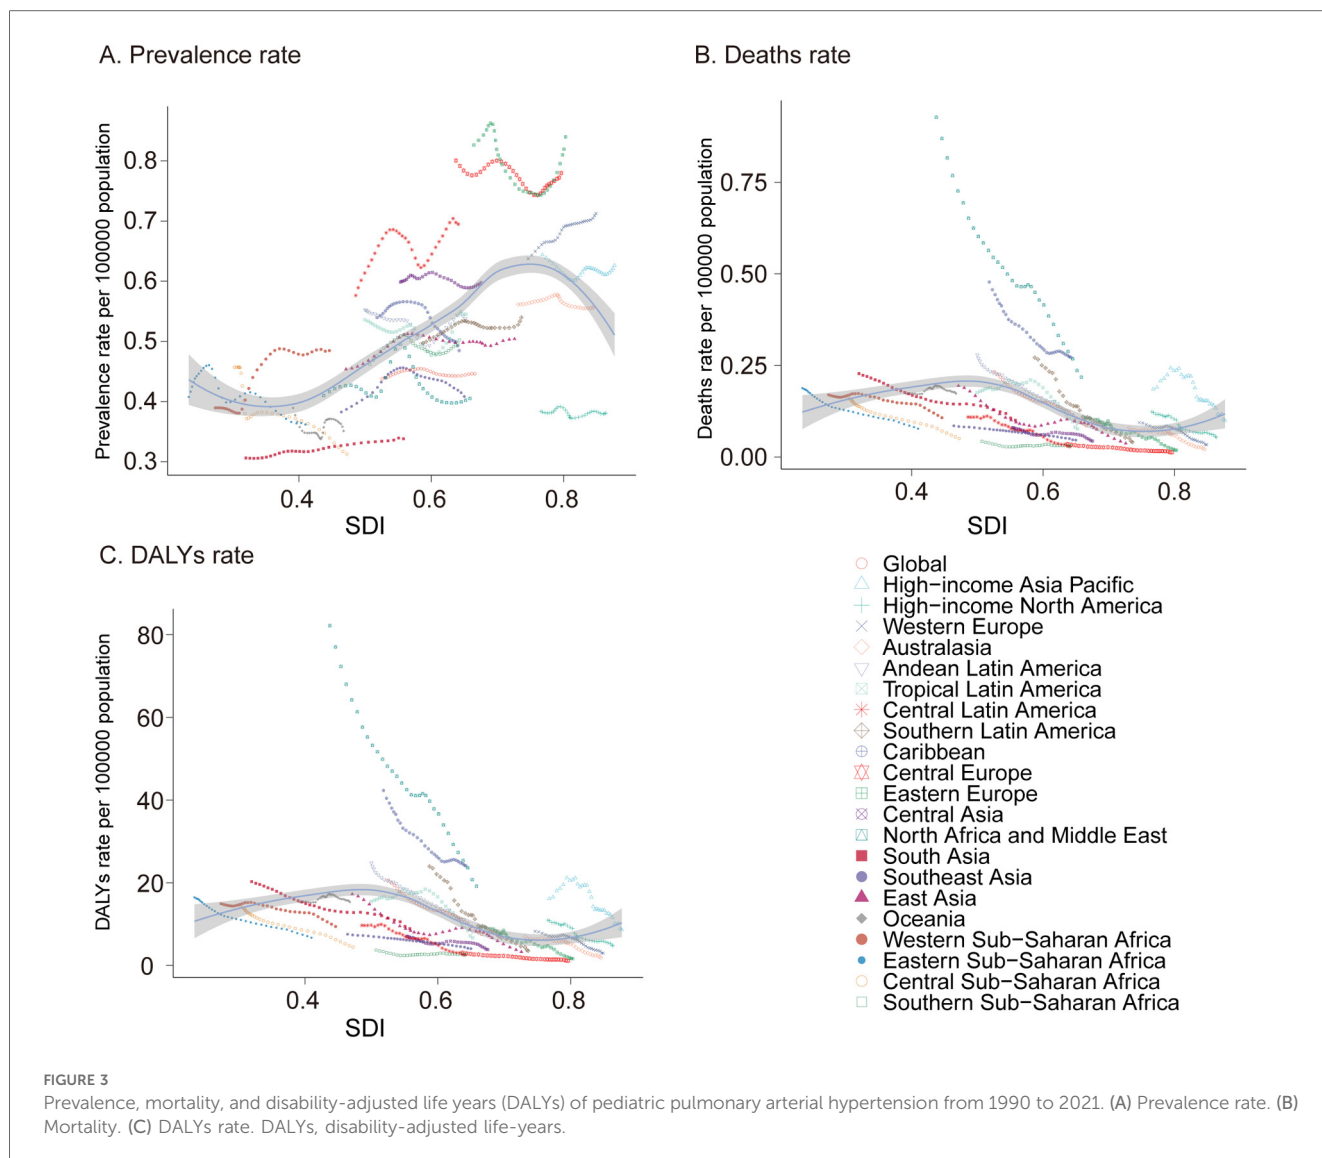 A. Prevalence rate
Prevalence rate per 100000 population
0.8
0.7
0.6
0.5
0.4
0.3
0.4
0.6
0.8
SDI
B. Deaths rate
Deaths rate per 100000 population
0.75
0.50
0.25
0.00
0.4
0.6
0.8
SDI
C. DALYs rate
DALYs rate per 100000 population
80
60
40
20
0
0.4
0.6
0.8
SDI
Global
High−income Asia Pacific
High−income North America
Western Europe
Australasia
Andean Latin America
Tropical Latin America
Central Latin America
Southern Latin America
Caribbean
Central Europe
Eastern Europe
Central Asia
North Africa and Middle East
South Asia
Southeast Asia
East Asia
Oceania
Western Sub−Saharan Africa
Eastern Sub−Saharan Africa
Central Sub−Saharan Africa
Southern Sub−Saharan Africa
FIGURE 3
Prevalence, mortality, and disability-adjusted life years (DALYs) of pediatric pulmonary arterial hypertension from 1990 to 2021. (A) Prevalence rate. (B)
Mortality. (C) DALYs rate. DALYs, disability-adjusted life-years.